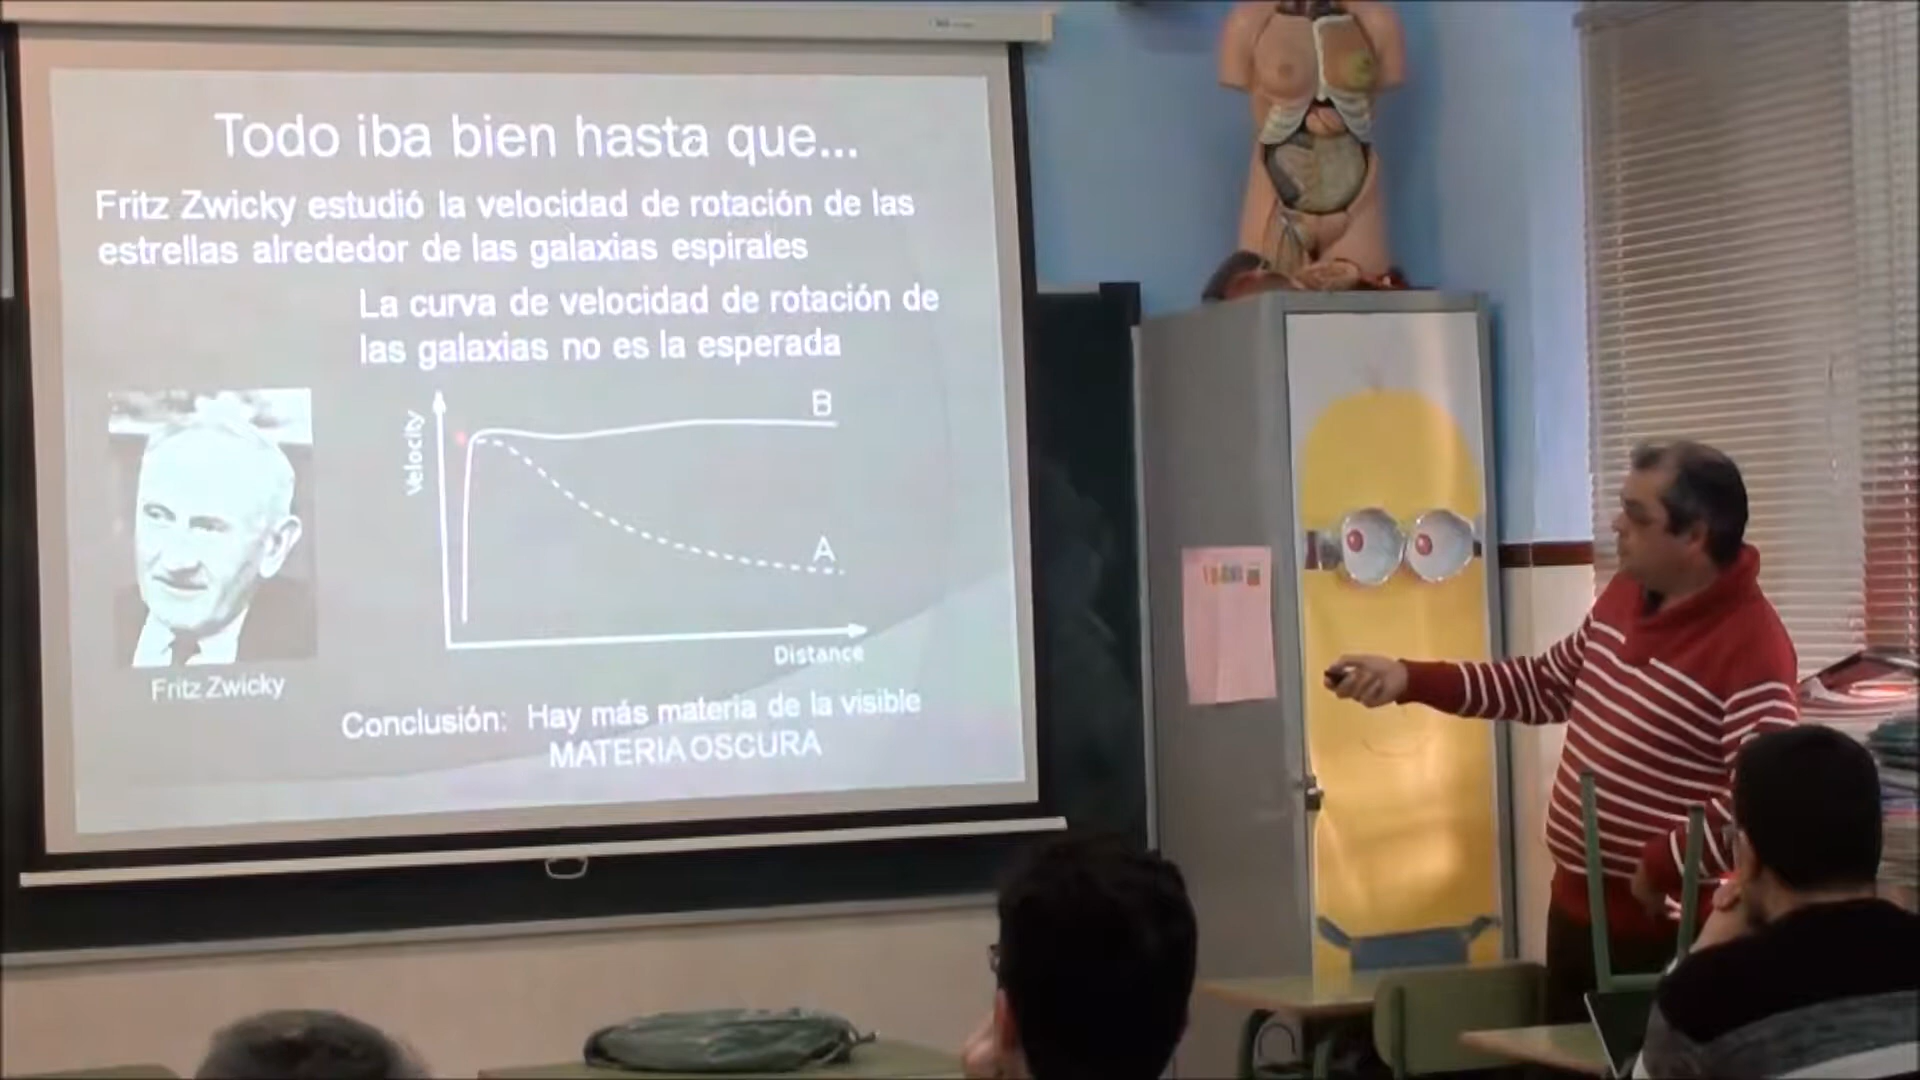 Todo iba bien hasta que...
Fritz Zwicky estudió la velocidad de rotación de las
estrellas alrededor de las galaxias espirales
La curva de velocidad de rotación de
las galaxias no es la esperada
Velocity
B
A
Distance
Fritz Zwicky
Conclusión: Hay más materia de la visible
MATERIA OSCURA